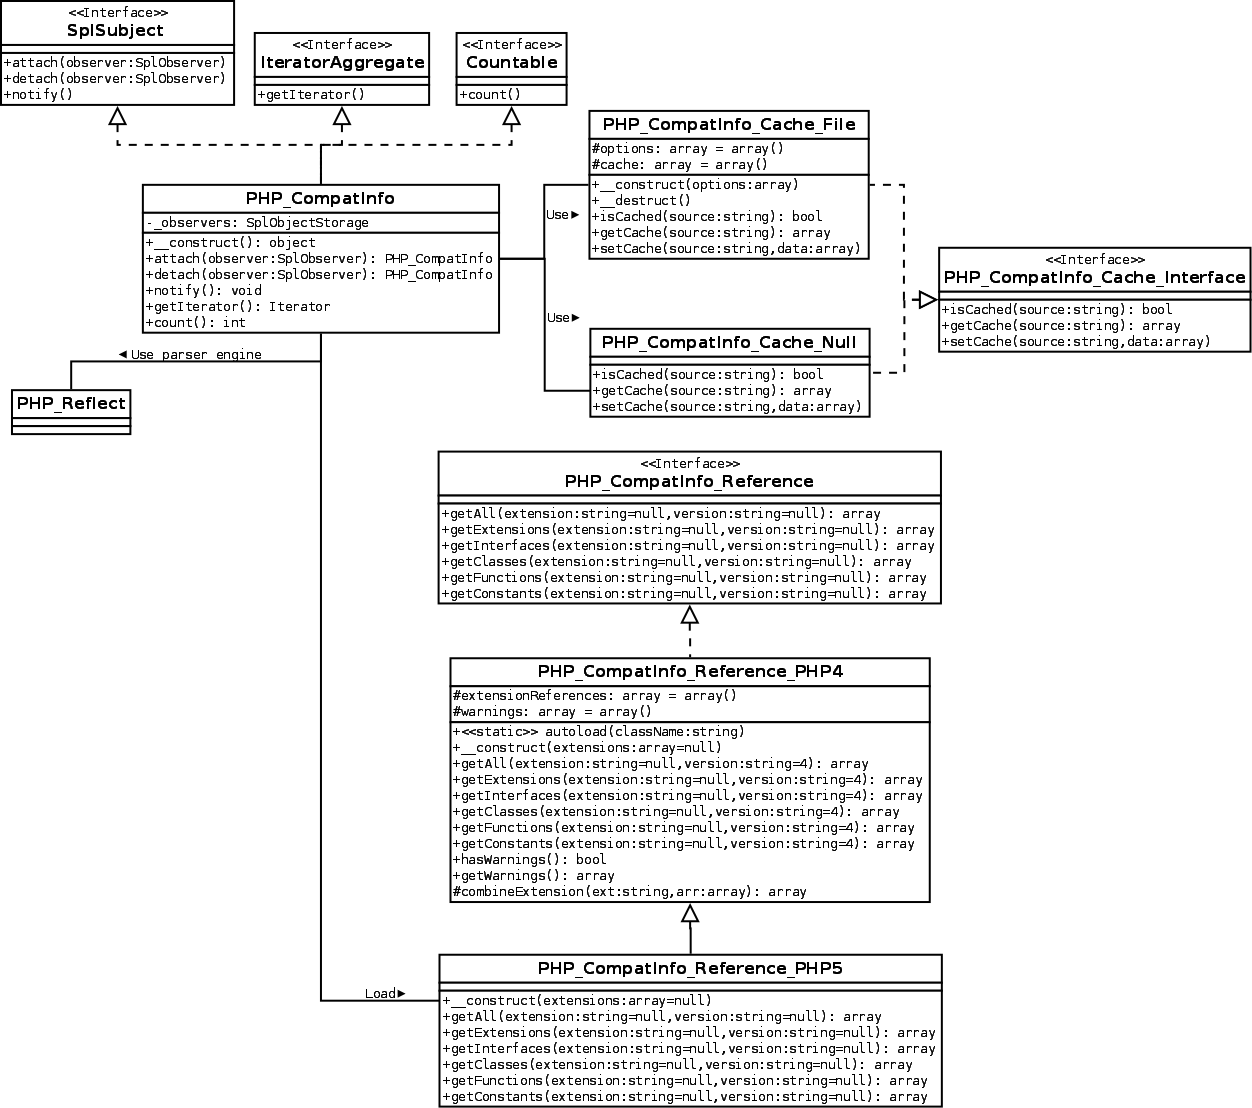 <<Interface>>
SplSubject
+attach(observer:SplObserver)
+detach(observer:SplObserver)
+notify()
<<Interface>>
IteratorAggregate
+getIterator()
<<Interface>>
Countable
+count()
PHP_CompatInfo
-_observers: SplObjectStorage
+__construct(): object
+attach(observer:SplObserver): PHP_CompatInfo
+detach(observer:SplObserver): PHP_CompatInfo
+notify(): void
+getIterator(): Iterator
+count(): int
Use►
Use►
PHP_CompatInfo_Cache_File
#options: array = array()
#cache: array = array()
+__construct(options:array)
+__destruct()
+isCached(source:string): bool
+getCache(source:string): array
+setCache(source:string,data:array)
PHP_CompatInfo_Cache_Null
+isCached(source:string): bool
+getCache(source:string): array
+setCache(source:string,data:array)
<<Interface>>
PHP_CompatInfo_Cache_Interface
+isCached(source:string): bool
+getCache(source:string): array
+setCache(source:string,data:array)
◄Use parser engine
PHP_Reflect
<<Interface>>
PHP_CompatInfo_Reference
+getAll(extension:string=null,version:string=null): array
+getExtensions(extension:string=null,version:string=null): array
+getInterfaces(extension:string=null,version:string=null): array
+getClasses(extension:string=null,version:string=null): array
+getFunctions(extension:string=null,version:string=null): array
+getConstants(extension:string=null,version:string=null): array
PHP_CompatInfo_Reference_PHP4
#extensionReferences: array = array()
#warnings: array = array()
+<<static>> autoload(className:string)
+__construct(extensions:array=null)
+getAll(extension:string=null,version:string=4): array
+getExtensions(extension:string=null,version:string=4): array
+getInterfaces(extension:string=null,version:string=4): array
+getClasses(extension:string=null,version:string=4): array
+getFunctions(extension:string=null,version:string=4): array
+getConstants(extension:string=null,version:string=4): array
+hasWarnings(): bool
+getWarnings(): array
#combineExtension(ext:string,arr:array): array
Load►
PHP_CompatInfo_Reference_PHP5
+__construct(extensions:array=null)
+getAll(extension:string=null,version:string=null): array
+getExtensions(extension:string=null,version:string=null): array
+getInterfaces(extension:string=null,version:string=null): array
+getClasses(extension:string=null,version:string=null): array
+getFunctions(extension:string=null,version:string=null): array
+getConstants(extension:string=null,version:string=null): array